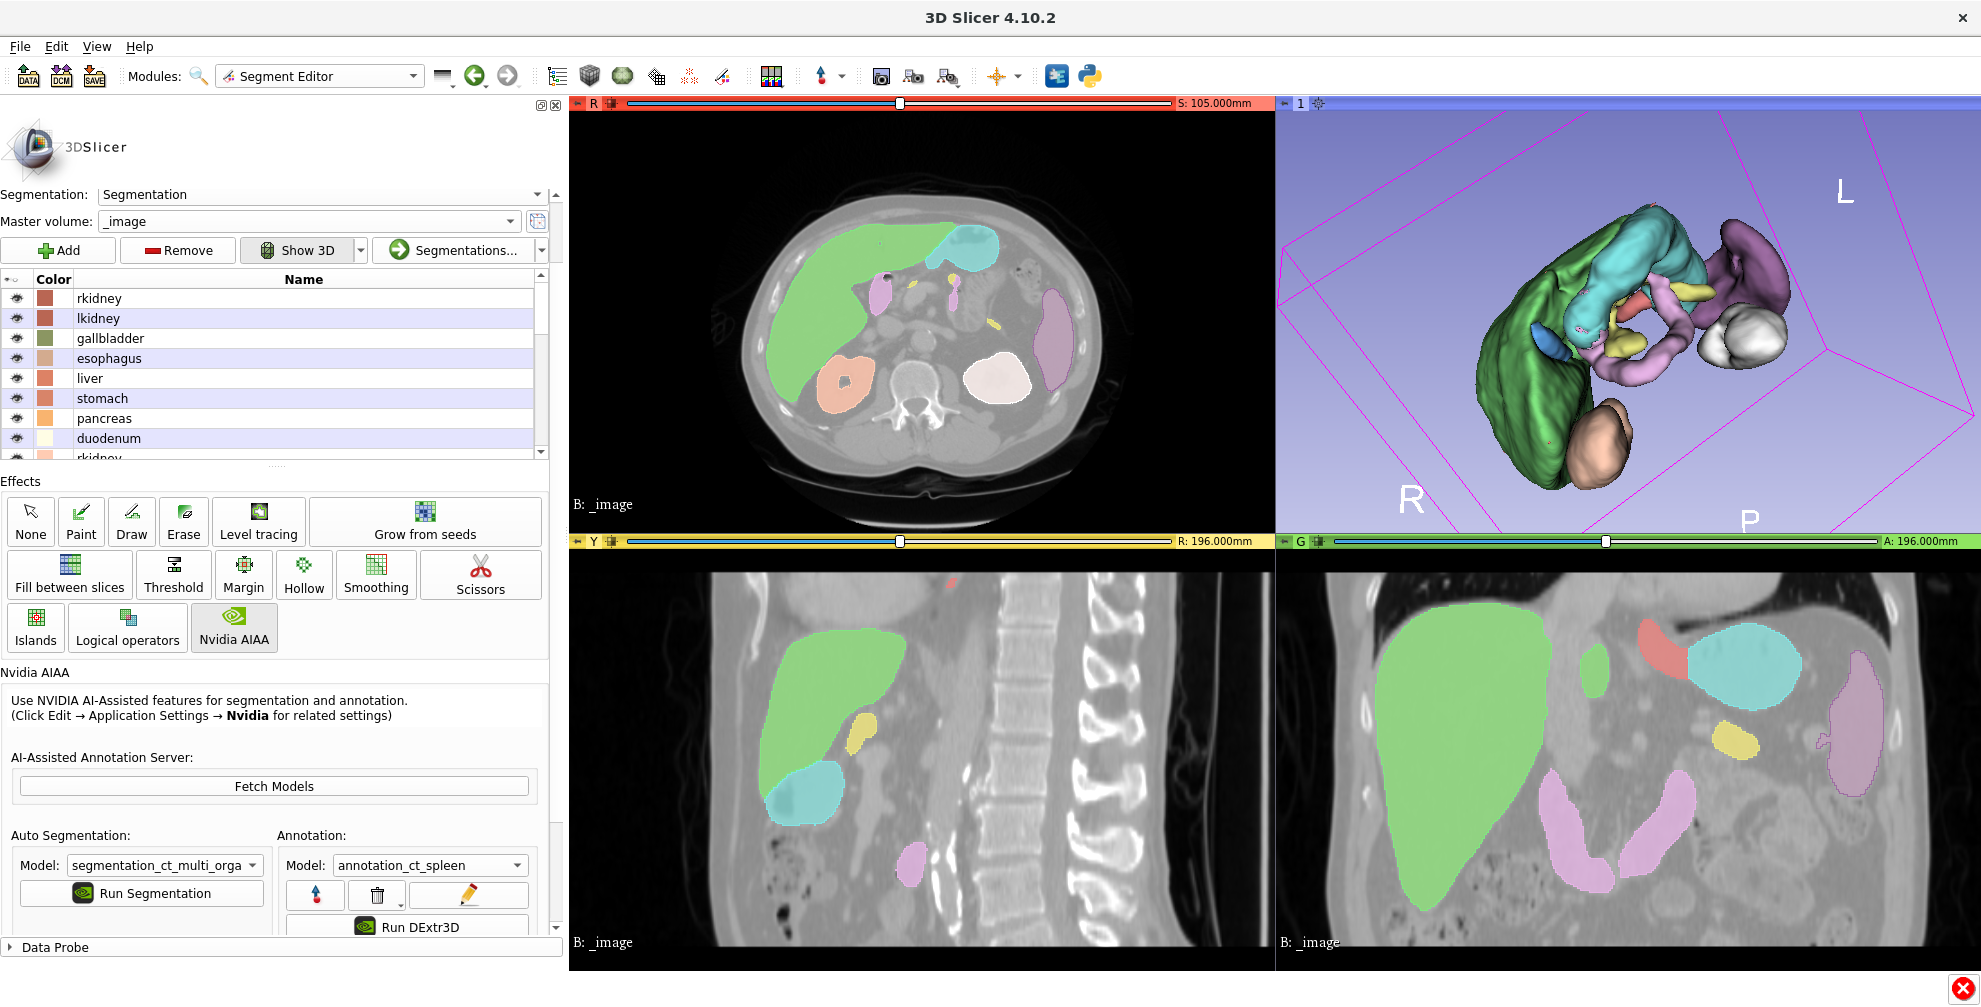 3D Slicer 4.10.2
File Edit View Help
DATA DCM SAVE Modules: Segment Editor
3DSlicer
Segmentation: Segmentation
Master volume: _image
Add Remove Show 3D Segmentations...
Color Name
rkidney
lkidney
gallbladder
esophagus
liver
stomach
pancreas
duodenum
rkidney
Effects
None Paint Draw Erase Level tracing Grow from seeds
Fill between slices Threshold Margin Hollow Smoothing Scissors
Islands Logical operators Nvidia AIAA
Nvidia AIAA
Use NVIDIA AI-Assisted features for segmentation and annotation.
(Click Edit → Application Settings → Nvidia for related settings)
AI-Assisted Annotation Server:
Fetch Models
Auto Segmentation: Annotation:
Model: segmentation_ct_multi_orga Model: annotation_ct_spleen
Run Segmentation
Run DExtr3D
Data Probe
R S: 105.000mm
B: _image
1
L
R
P
Y R: 196.000mm
B: _image
G A: 196.000mm
B: _image